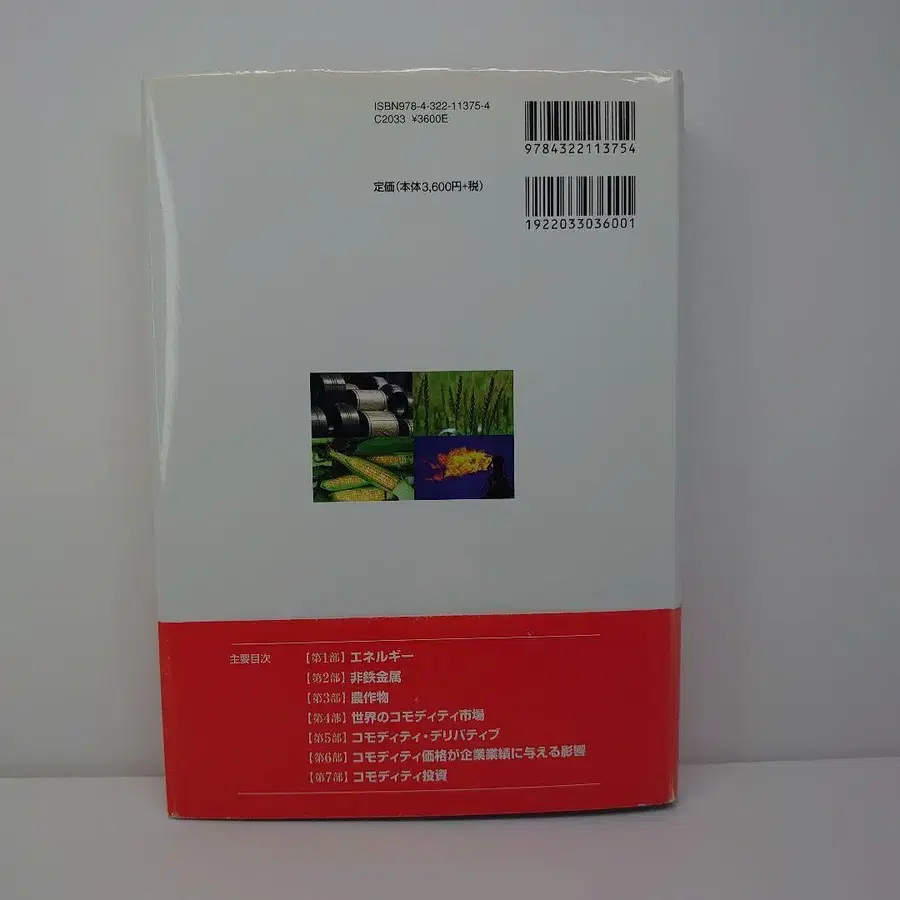 ISBN978-4-322-11375-4
C2033 ¥3600E
9784322113754
定価(本体3,600円+税)
1922033036001
主要目次
【第1部】エネルギー
【第2部】非鉄金属
【第3部】農作物
【第4部】世界のコモディティ市場
【第5部】コモディティ・デリバティブ
【第6部】コモディティ価格が企業業績に与える影響
【第7部】コモディティ投資